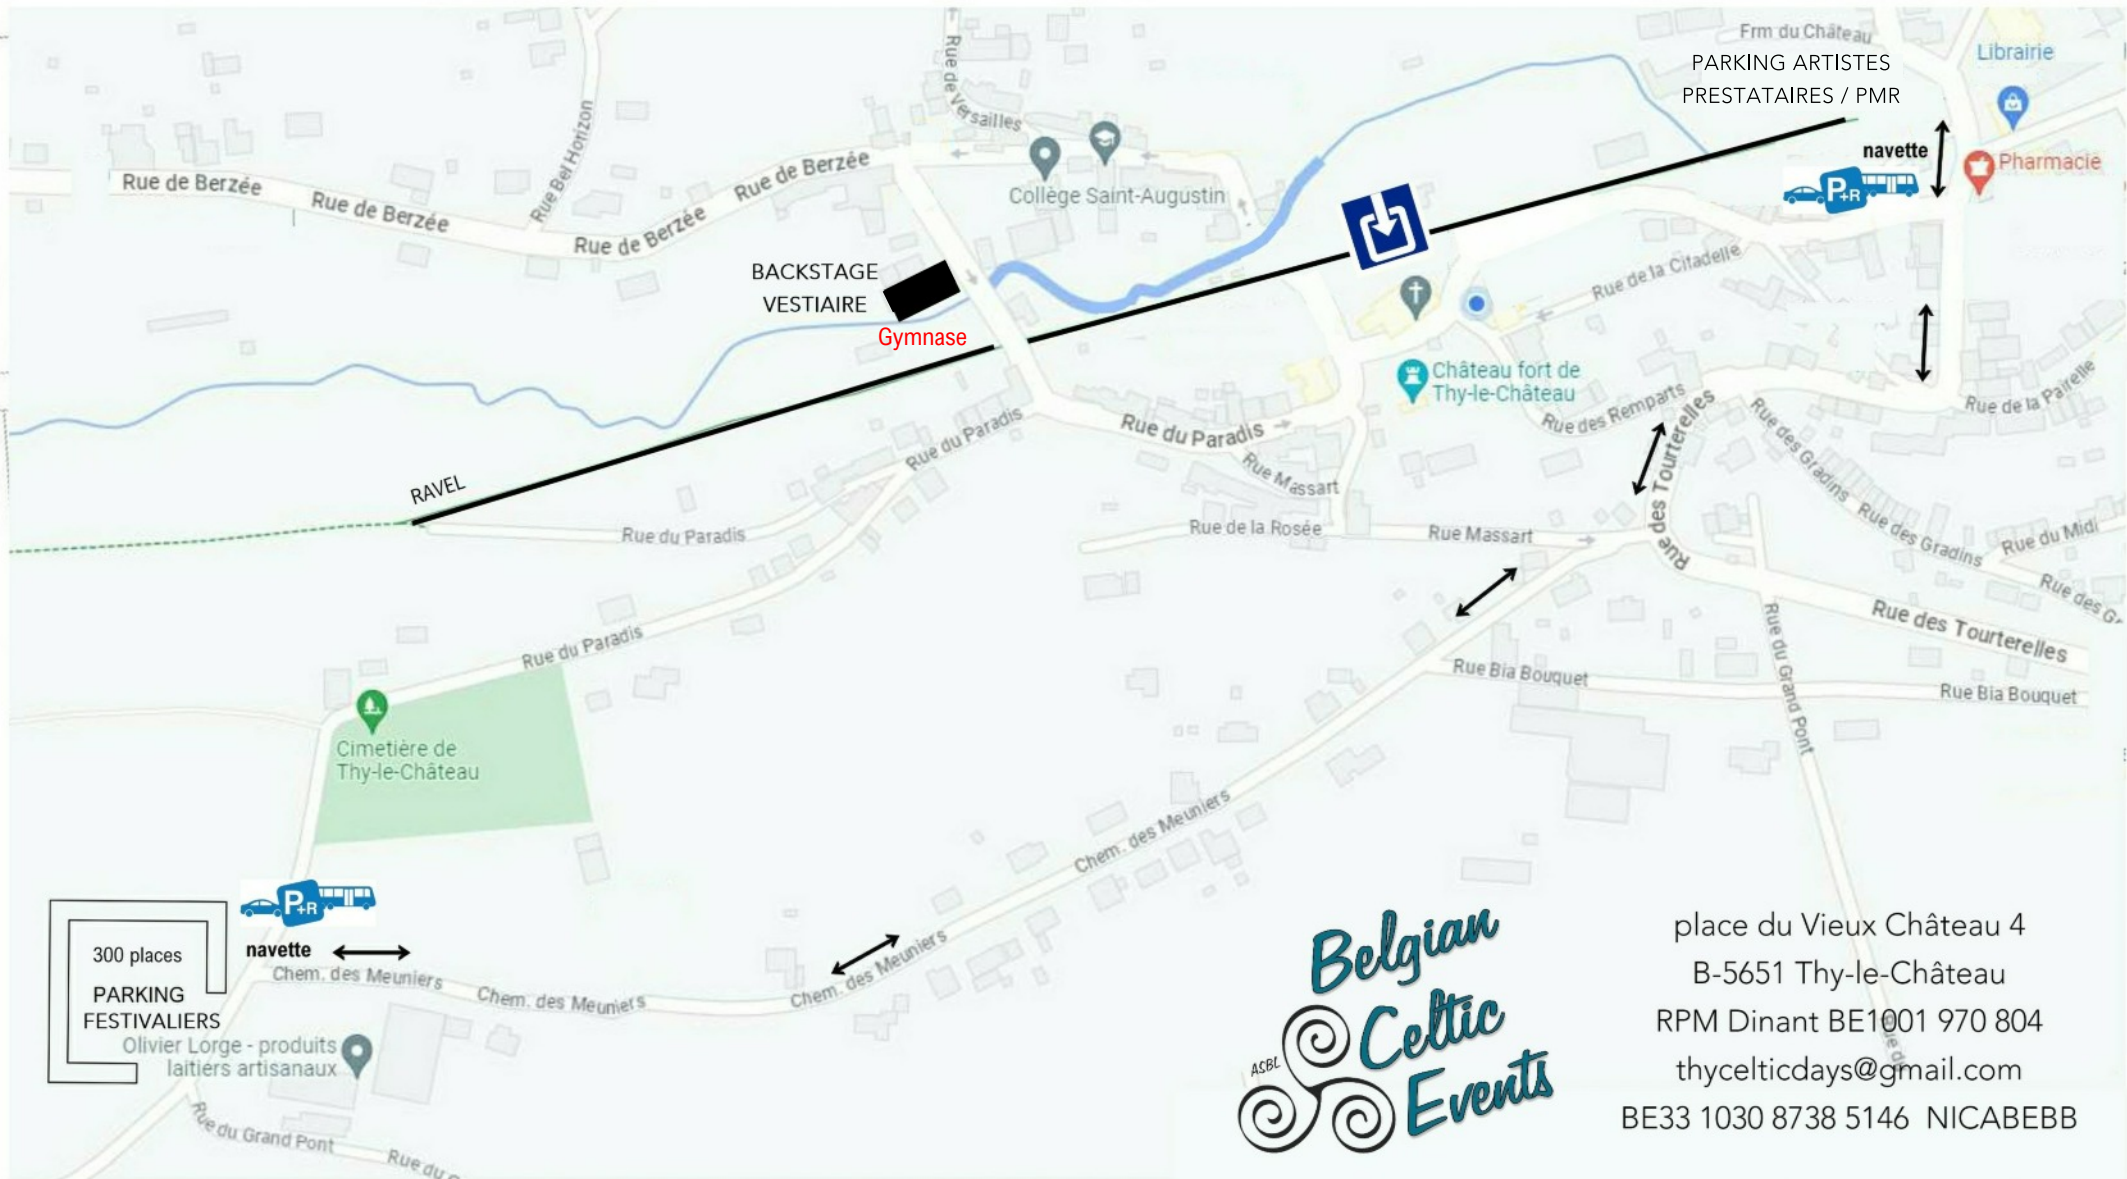 Frm du Château
Librairie
PARKING ARTISTES
PRESTATAIRES / PMR
navette
P+R
Pharmacie
Rue de Versailles
Rue Bel Horizon
Rue de Berzée
Rue de Berzée
Rue de Berzée
Rue de Berzée
Collège Saint-Augustin
BACKSTAGE
VESTIAIRE
Gymnase
Rue de la Citadelle
Château fort de
Thy-le-Château
Rue des Remparts
Rue de la Pairelle
Rue du Paradis
Rue du Paradis
Rue Massart
RAVEL
Rue du Paradis
Rue de la Rosée
Rue Massart
Rue des Tourterelles
Rue des Gradins
Rue des Gradins
Rue du Midi
Rue des G
Rue des Tourterelles
Rue du Paradis
Rue Bia Bouquet
Rue Bia Bouquet
Rue du Grand Pont
Cimetière de
Thy-le-Château
Chem. des Meuniers
P+R
navette
300 places
PARKING
FESTIVALIERS
Chem. des Meuniers
Chem. des Meuniers
Chem. des Meuniers
Olivier Lorge - produits
laitiers artisanaux
Rue du Grand Pont
Rue du G
Belgian
Celtic
Events
ASBL
place du Vieux Château 4
B-5651 Thy-le-Château
RPM Dinant BE1001 970 804
thycelticdays@gmail.com
BE33 1030 8738 5146 NICABEBB